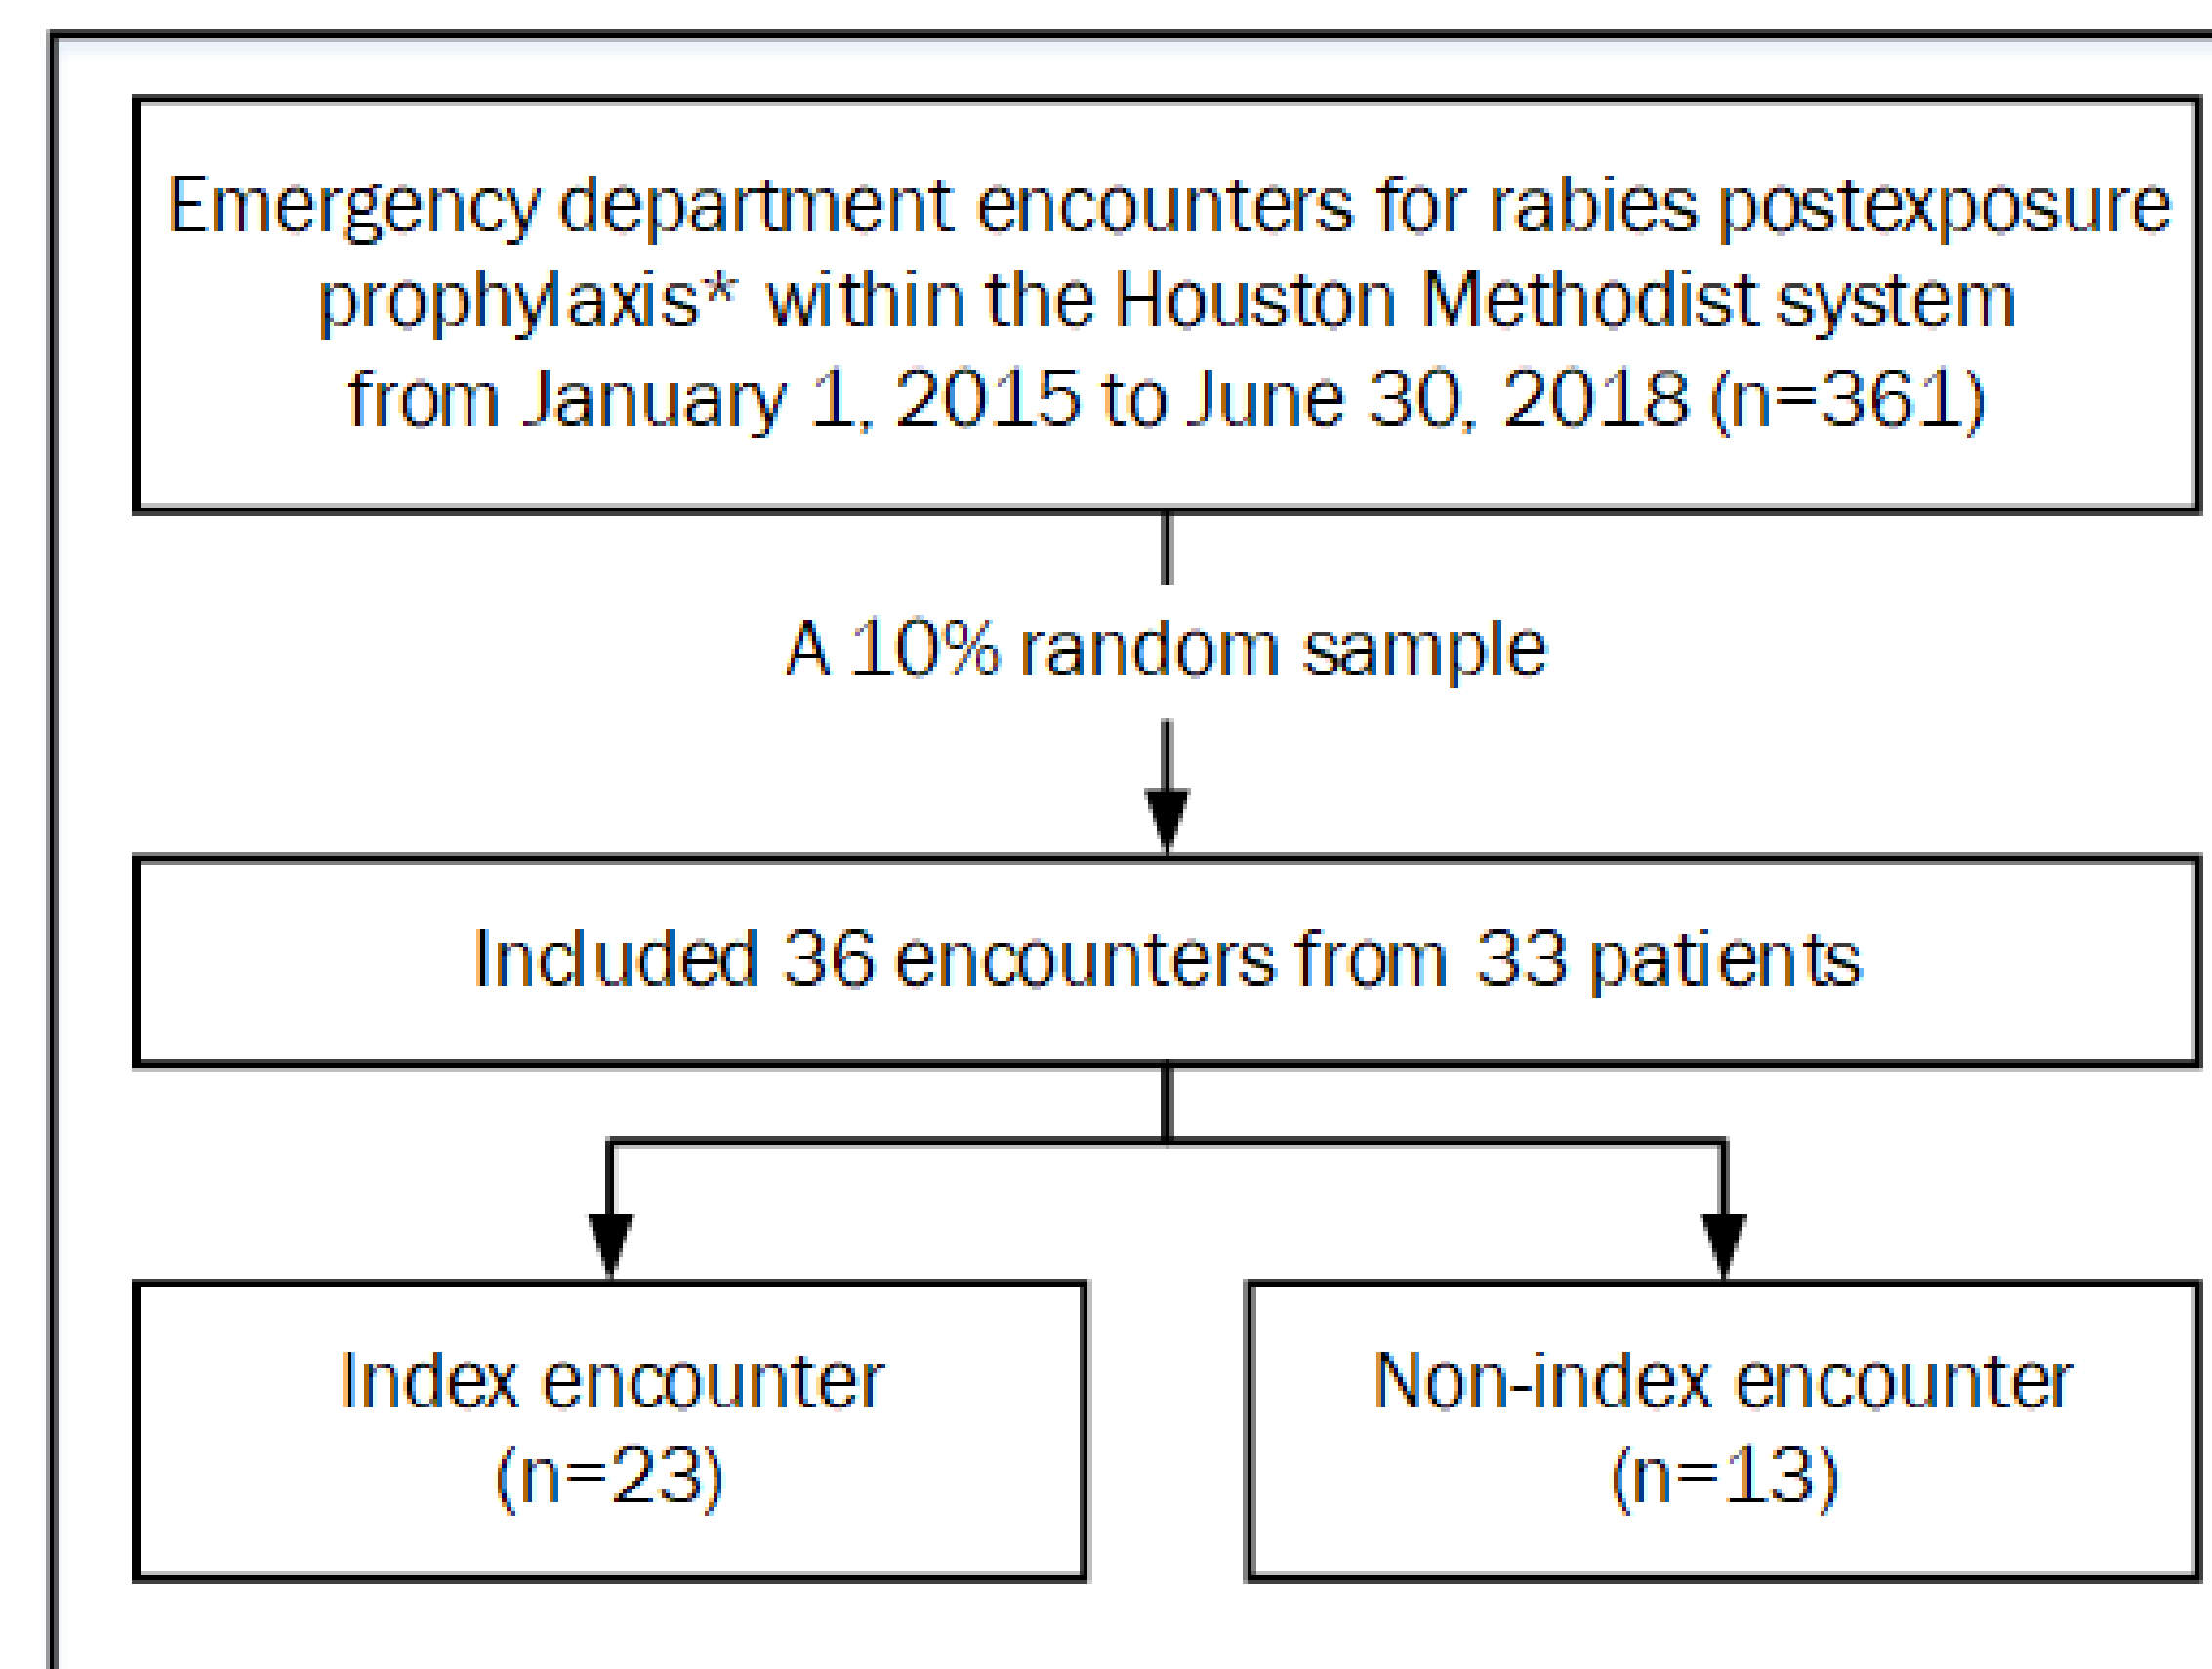 Emergency department encounters for rabies postexposure
prophylaxis* within the Houston Methodist system
from January 1, 2015 to June 30, 2018 (n=361)
A 10% random sample
Included 36 encounters from 33 patients
Index encounter
(n=23)
Non-index encounter
(n=13)